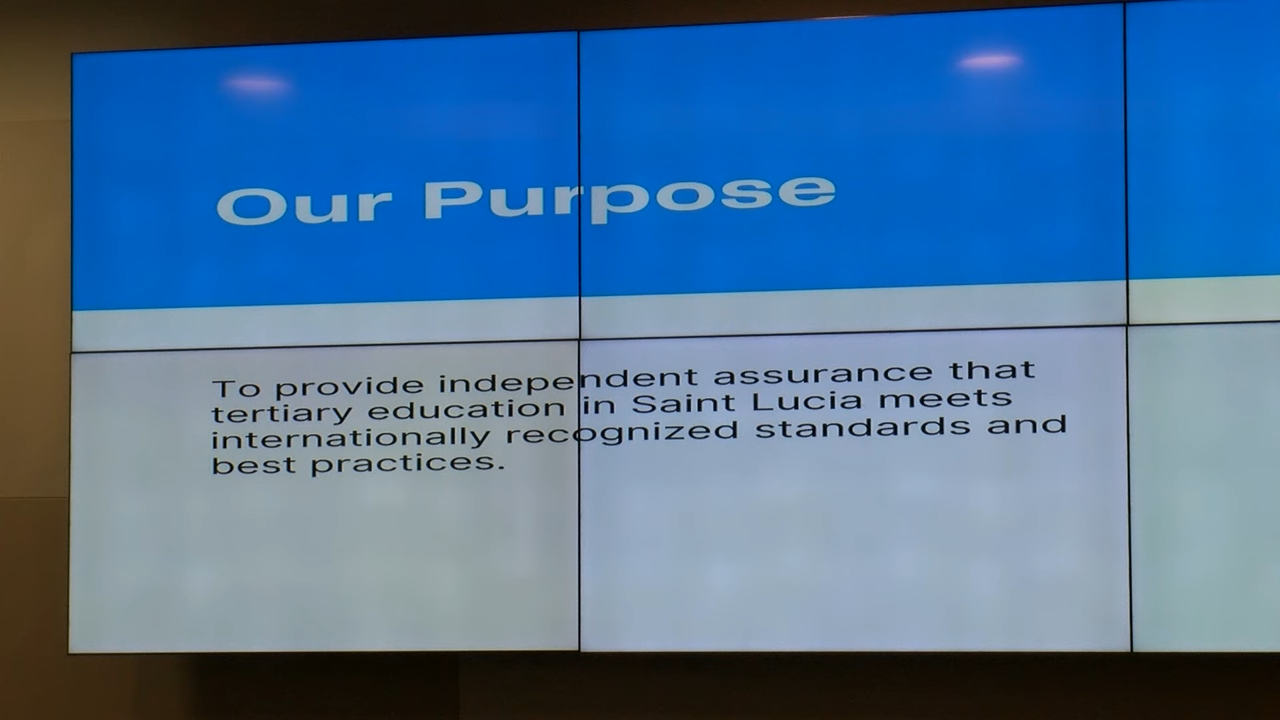 Our Purpose
To provide independent assurance that
tertiary education in Saint Lucia meets
internationally recognized standards and
best practices.